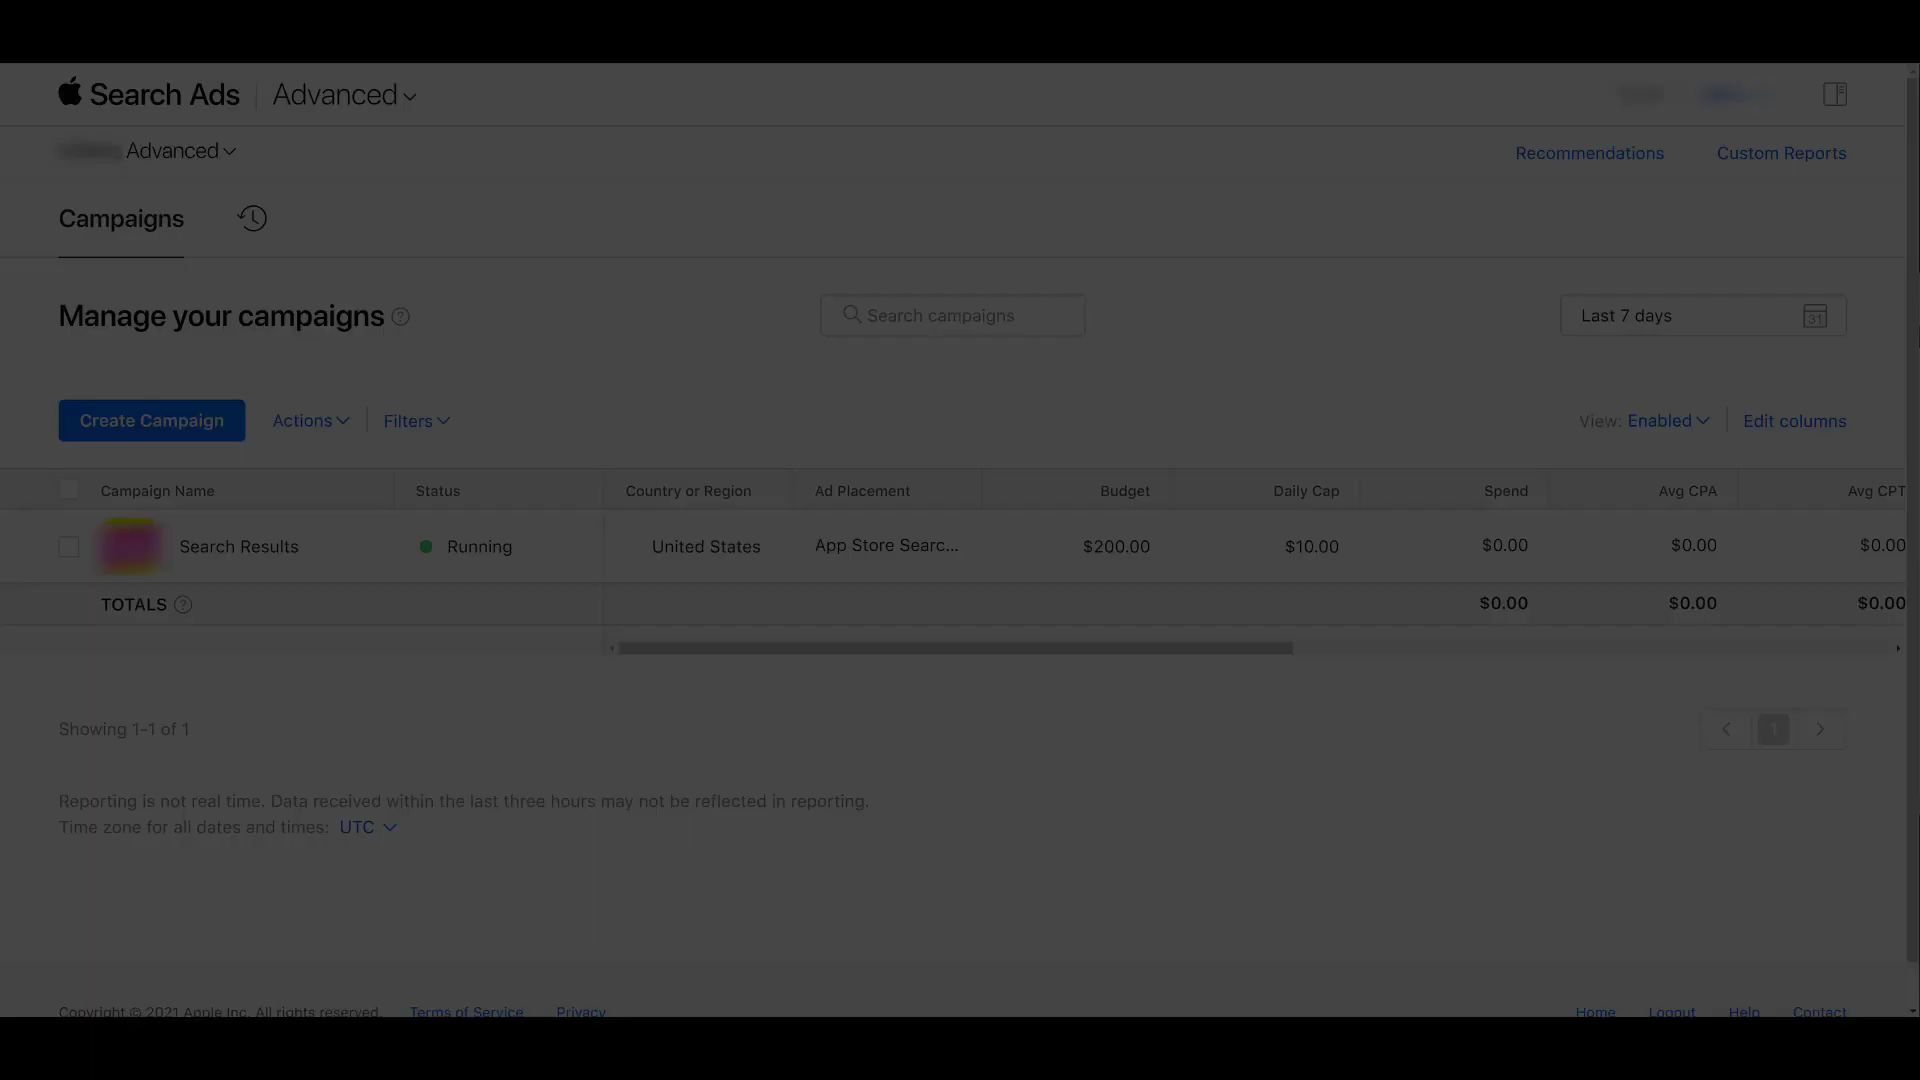 Search Ads Advanced
Advanced
Recommendations Custom Reports
Campaigns
Manage your campaigns ?
Search campaigns
Last 7 days 31
Create Campaign Actions Filters
View: Enabled Edit columns
Campaign Name Status Country or Region Ad Placement Budget Daily Cap Spend Avg CPA Avg CPT
Search Results Running United States App Store Searc... $200.00 $10.00 $0.00 $0.00 $0.00
TOTALS ? $0.00 $0.00 $0.00
Showing 1-1 of 1
1
Reporting is not real time. Data received within the last three hours may not be reflected in reporting.
Time zone for all dates and times: UTC
Copyright © 2021 Apple Inc. All rights reserved. Terms of Service Privacy Home Logout Help Contact